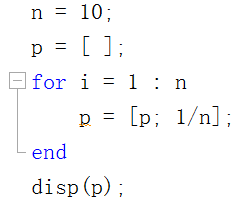 n = 10;
p = [ ];
for i = 1 : n
p = [p; 1/n];
end
disp(p);